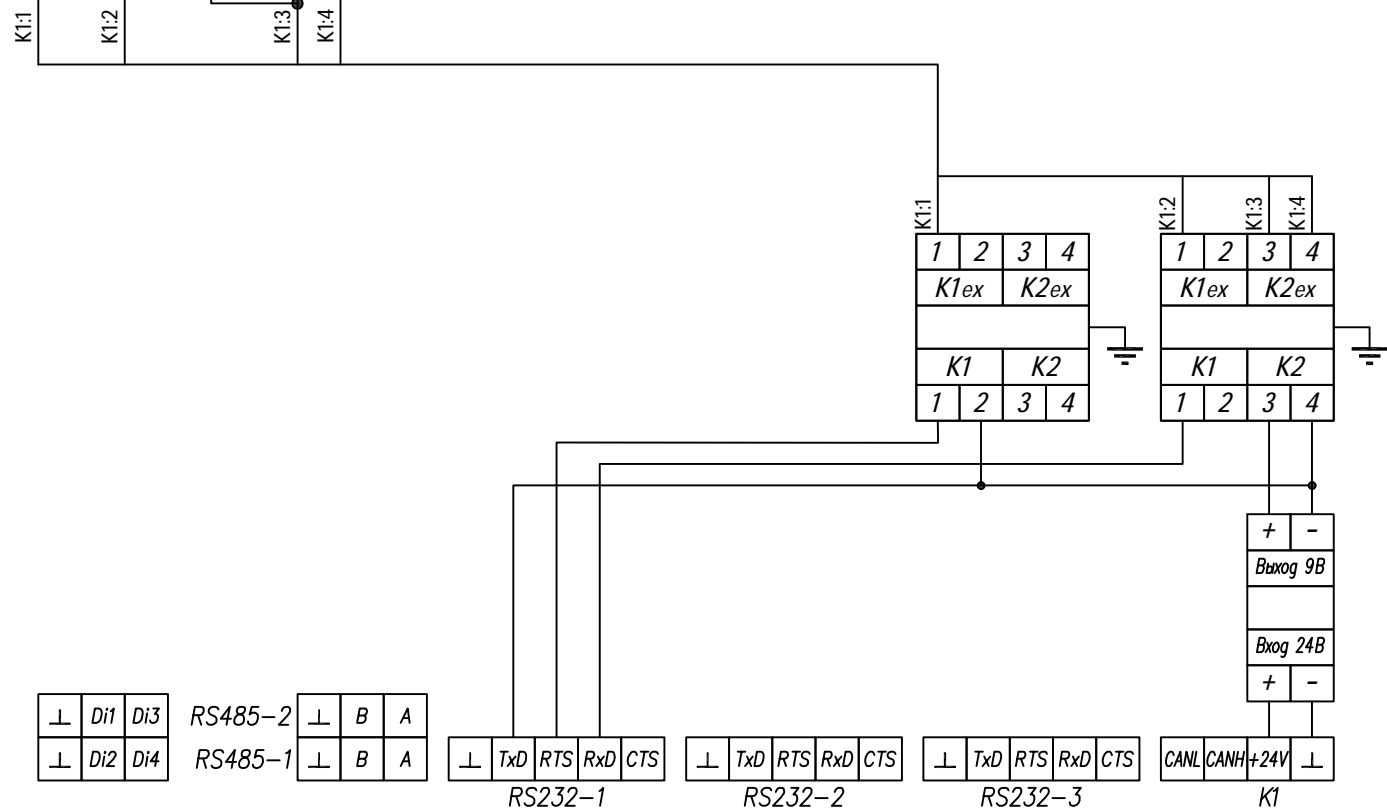 K1:1 K1:2 K1:3 K1:4
K1:1 K1:2 K1:3 K1:4
1 2 3 4 1 2 3 4
K1ex K2ex K1ex K2ex
K1 K2 K1 K2
1 2 3 4 1 2 3 4
+ -
Выход 9В
Вход 24В
+ -
⊥ Di1 Di3 RS485-2 ⊥ B A
⊥ Di2 Di4 RS485-1 ⊥ B A ⊥ TxD RTS RxD CTS ⊥ TxD RTS RxD CTS ⊥ TxD RTS RxD CTS CANL CANH +24V ⊥
RS232-1 RS232-2 RS232-3 K1